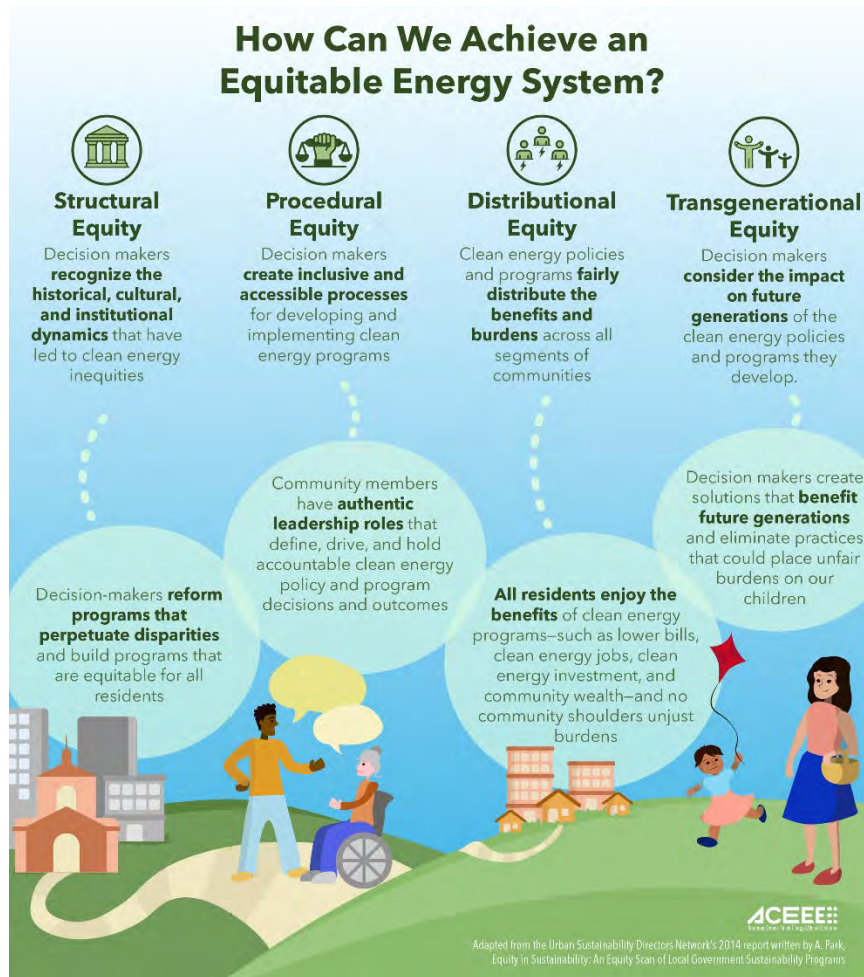 How Can We Achieve an
Equitable Energy System?
Structural
Equity
Decision makers
recognize the
historical, cultural,
and institutional
dynamics that have
led to clean energy
inequities
Procedural
Equity
Decision makers
create inclusive and
accessible processes
for developing and
implementing clean
energy programs
Distributional
Equity
Clean energy policies
and programs fairly
distribute the
benefits and
burdens across all
segments of
communities
Transgenerational
Equity
Decision makers
consider the impact
on future
generations of the
clean energy policies
and programs they
develop.
Decision-makers reform
programs that
perpetuate disparities
and build programs that
are equitable for all
residents
Community members
have authentic
leadership roles that
define, drive, and hold
accountable clean energy
policy and program
decisions and outcomes
All residents enjoy the
benefits of clean energy
programs—such as lower bills,
clean energy jobs, clean
energy investment, and
community wealth—and no
community shoulders unjust
burdens
Decision makers create
solutions that benefit
future generations
and eliminate practices
that could place unfair
burdens on our
children
ACEEE
Adapted from the Urban Sustainability Directors Network's 2014 report written by A. Park,
Equity in Sustainability: An Equity Scan of Local Government Sustainability Programs